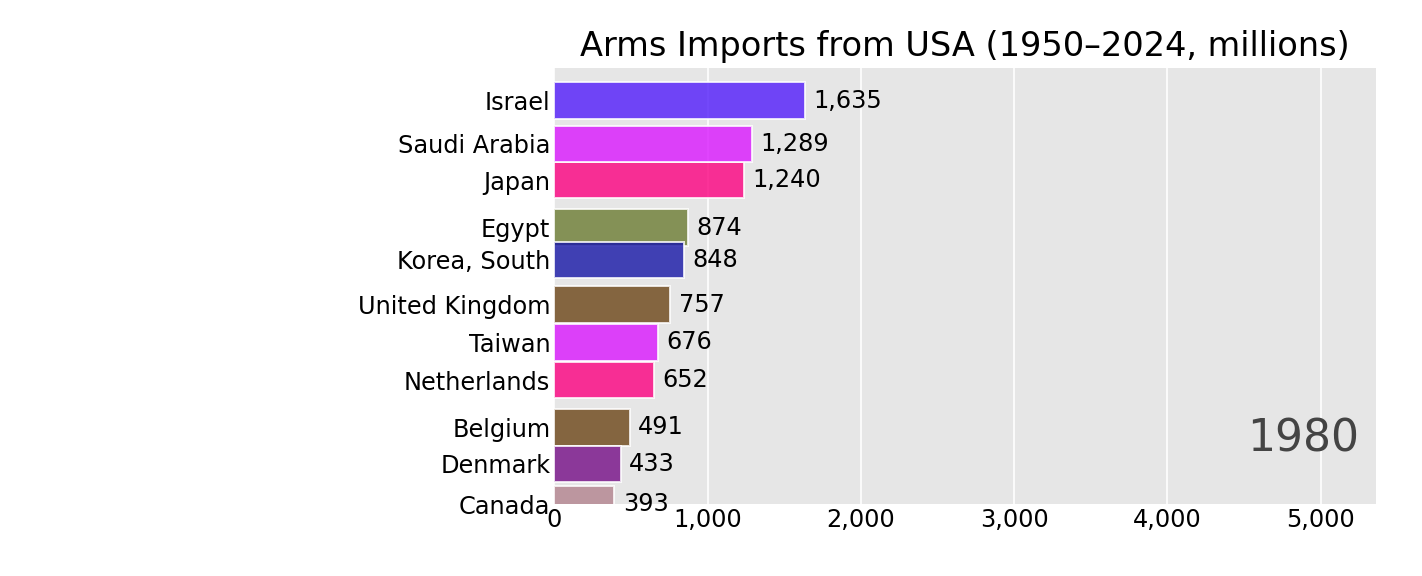 Arms Imports from USA (1950–2024, millions)
Israel 1,635
Saudi Arabia 1,289
Japan 1,240
Egypt 874
Korea, South 848
United Kingdom 757
Taiwan 676
Netherlands 652
Belgium 491
1980
Denmark 433
Canada 393
0 1,000 2,000 3,000 4,000 5,000